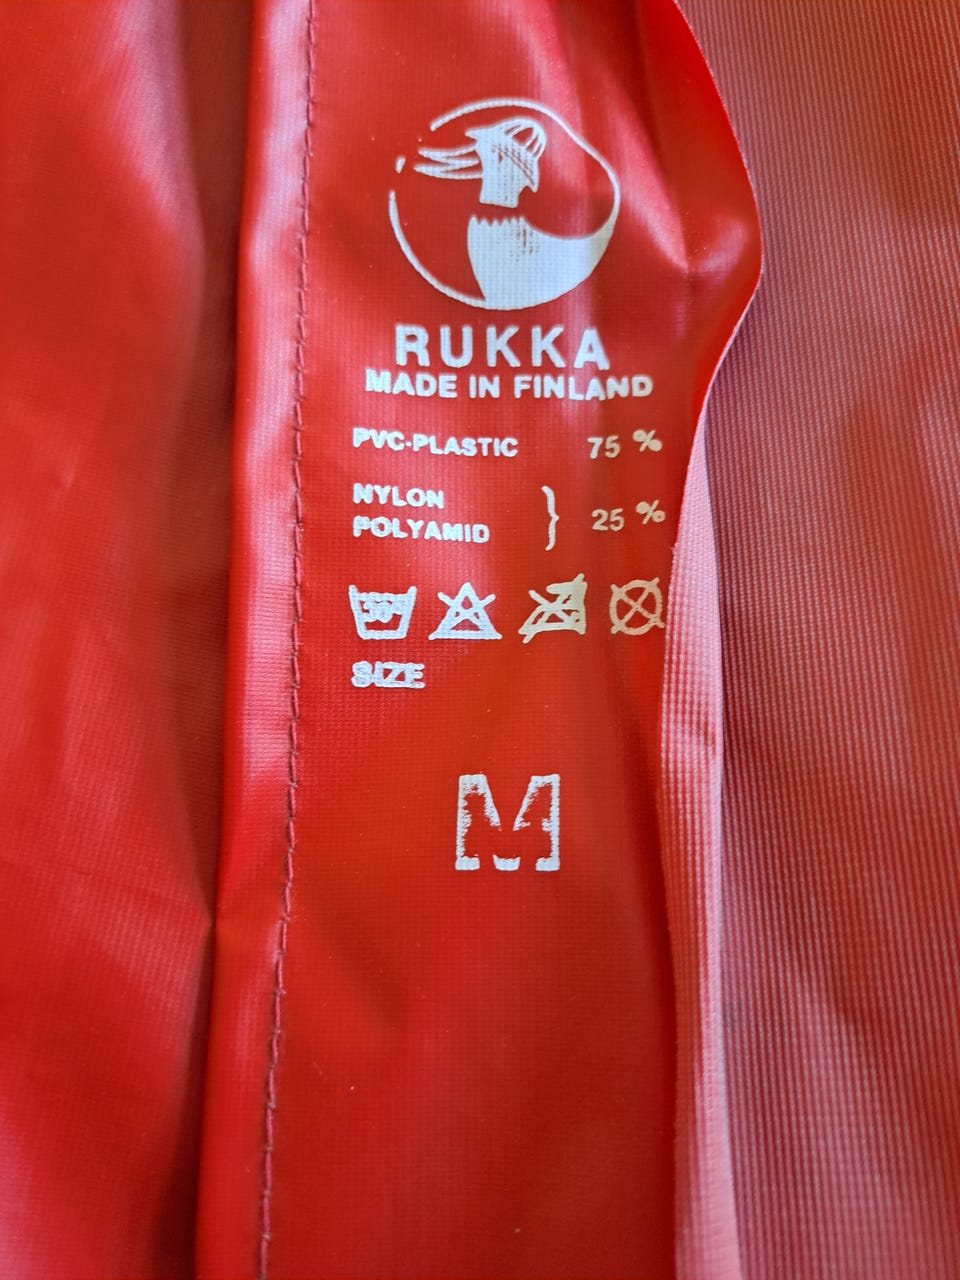 RUKKA
MADE IN FINLAND
PVC-PLASTIC 75 %
NYLON
POLYAMID } 25 %
30°
SIZE
M